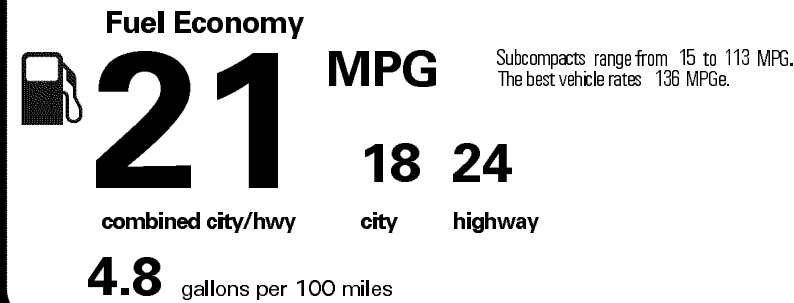 Fuel Economy
21 MPG
Subcompacts range from 15 to 113 MPG.
The best vehicle rates 136 MPGe.
18 24
combined city/hwy city highway
4.8 gallons per 100 miles